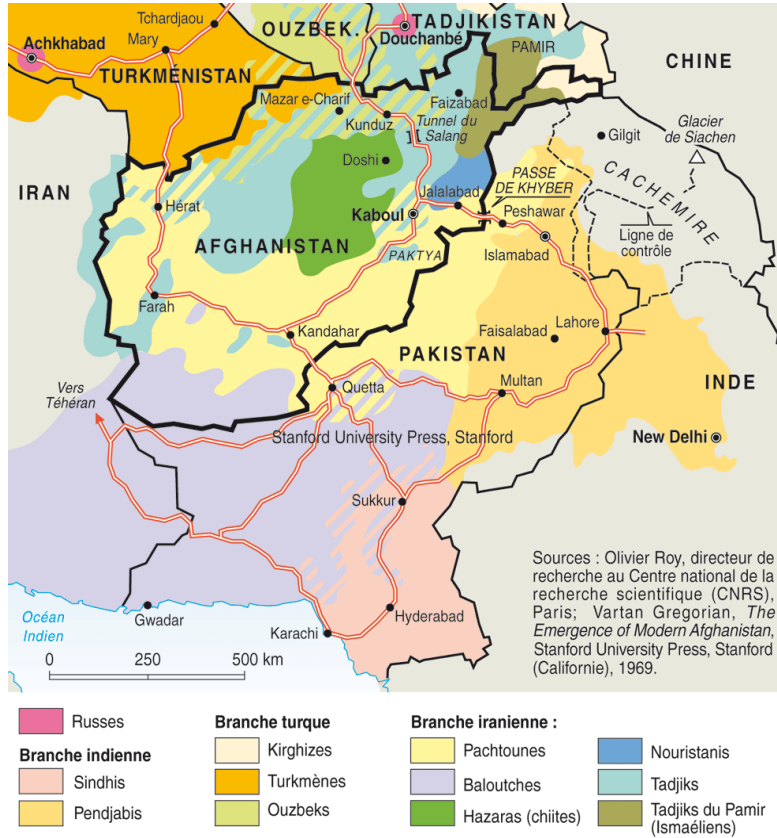 Tchardjaou
OUZBEK.
TADJIKISTAN
Achkhabad
Mary
Douchanbé
PAMIR
CHINE
TURKMÉNISTAN
Mazar e-Charif
Faizabad
Kunduz
Tunnel du
Salang
Gilgit
Glacier
de Siachen
Doshi
IRAN
Hérat
Jalalabad
PASSE
DE KHYBER
CACHEMIRE
Kaboul
Peshawar
AFGHANISTAN
PAKTYA
Islamabad
Ligne de
contrôle
Farah
Kandahar
Faisalabad
Lahore
PAKISTAN
Vers
Téhéran
Quetta
Multan
INDE
Stanford University Press, Stanford
New Delhi
Sukkur
Sources : Olivier Roy, directeur de
recherche au Centre national de la
recherche scientifique (CNRS),
Paris; Vartan Gregorian, The
Emergence of Modern Afghanistan,
Stanford University Press, Stanford
(Californie), 1969.
Océan
Indien
Gwadar
Karachi
Hyderabad
0 250 500 km
Russes
Branche indienne
Sindhis
Pendjabis
Branche turque
Kirghizes
Turkmènes
Ouzbeks
Branche iranienne :
Pachtounes
Baloutches
Hazaras (chiites)
Nouristanis
Tadjiks
Tadjiks du Pamir
(Ismaéliens)